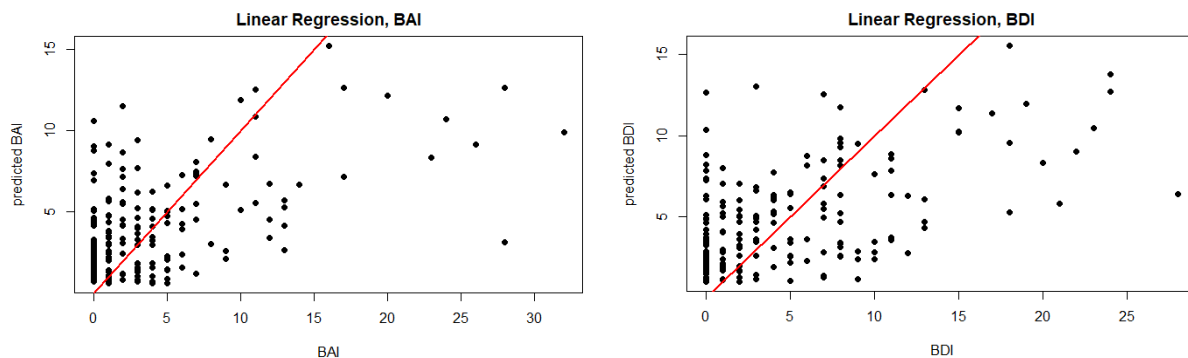 Linear Regression, BAI
15
10
5
predicted BAI
0 5 10 15 20 25 30
BAI
Linear Regression, BDI
15
10
5
predicted BDI
0 5 10 15 20 25
BDI